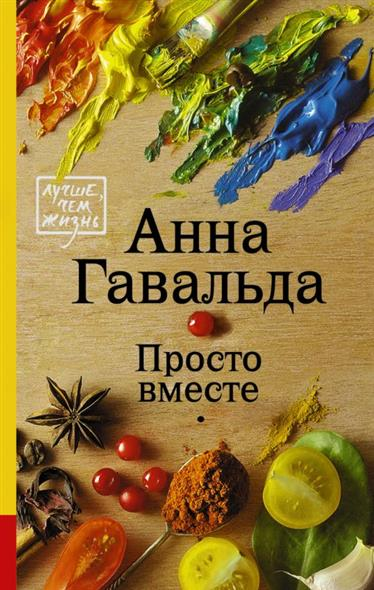 лучше,
чем
жизнь
Анна
Гавальда
Просто
вместе